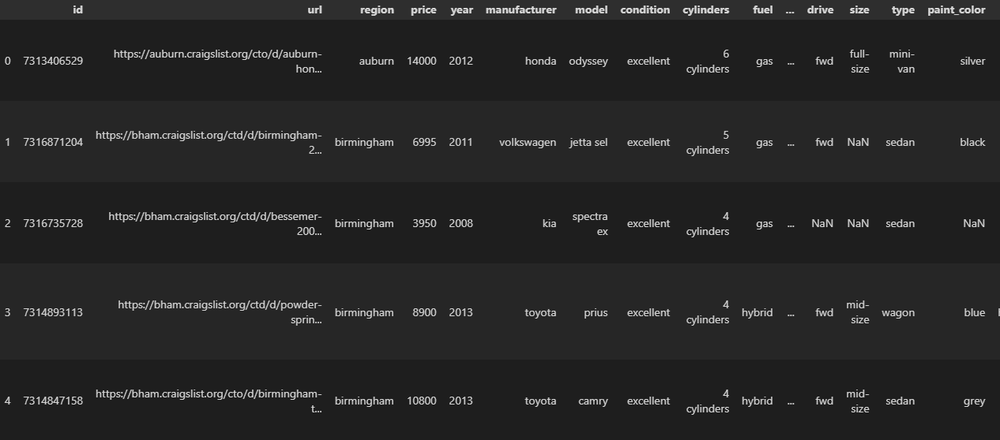 id url region price year manufacturer model condition cylinders fuel ... drive size type paint_color
0 7313406529 https://auburn.craigslist.org/cto/d/auburn-hon... auburn 14000 2012 honda odyssey excellent 6 cylinders gas ... fwd full-size mini-van silver
1 7316871204 https://bham.craigslist.org/ctd/d/birmingham-2... birmingham 6995 2011 volkswagen jetta sel excellent 5 cylinders gas ... fwd NaN sedan black
2 7316735728 https://bham.craigslist.org/ctd/d/bessemer-200... birmingham 3950 2008 kia spectra ex excellent 4 cylinders gas ... NaN NaN sedan NaN
3 7314893113 https://bham.craigslist.org/ctd/d/powder-sprin... birmingham 8900 2013 toyota prius excellent 4 cylinders hybrid ... fwd mid-size wagon blue
4 7314847158 https://bham.craigslist.org/cto/d/birmingham-t... birmingham 10800 2013 toyota camry excellent 4 cylinders hybrid ... fwd mid-size sedan grey